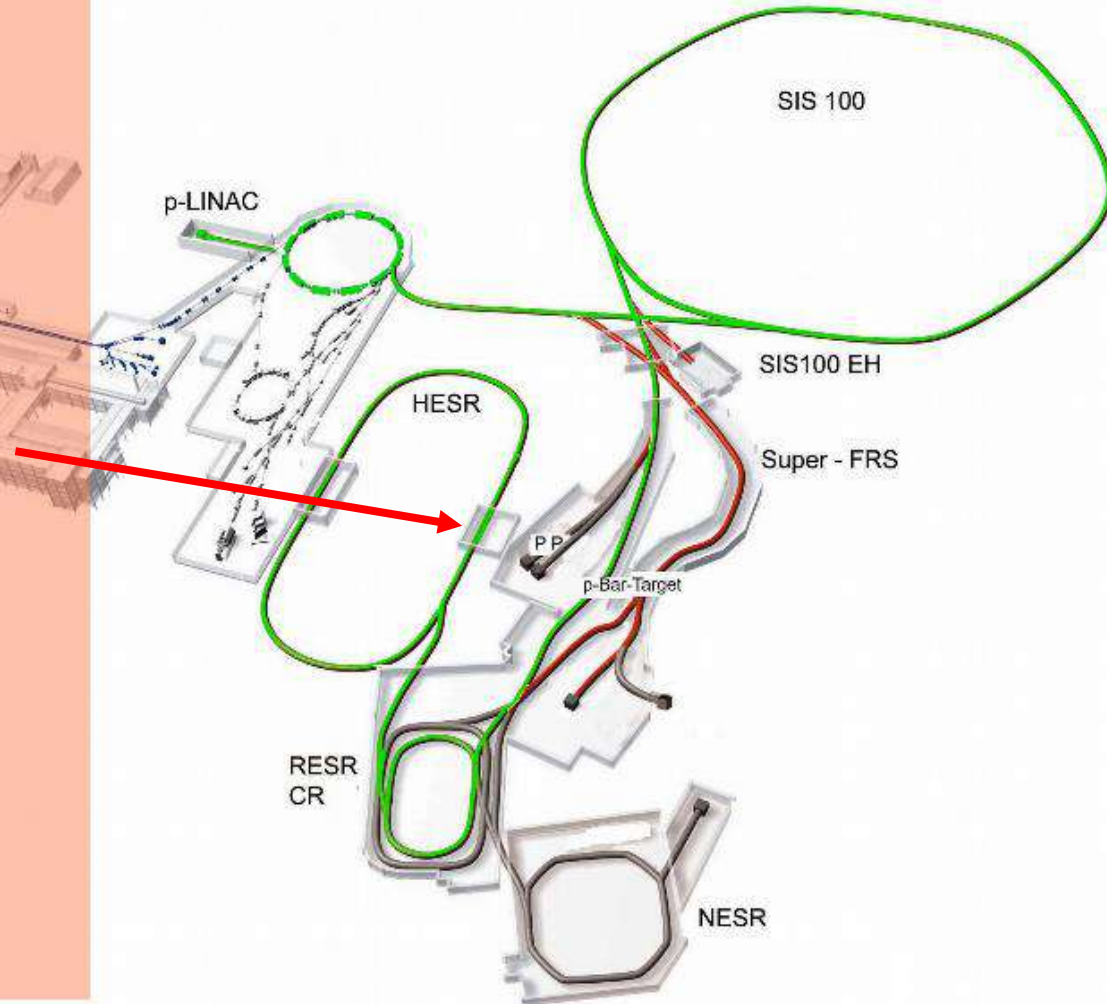 SIS 100
p-LINAC
SIS100 EH
HESR
Super - FRS
P P
p-Bar-Target
RESR
CR
NESR